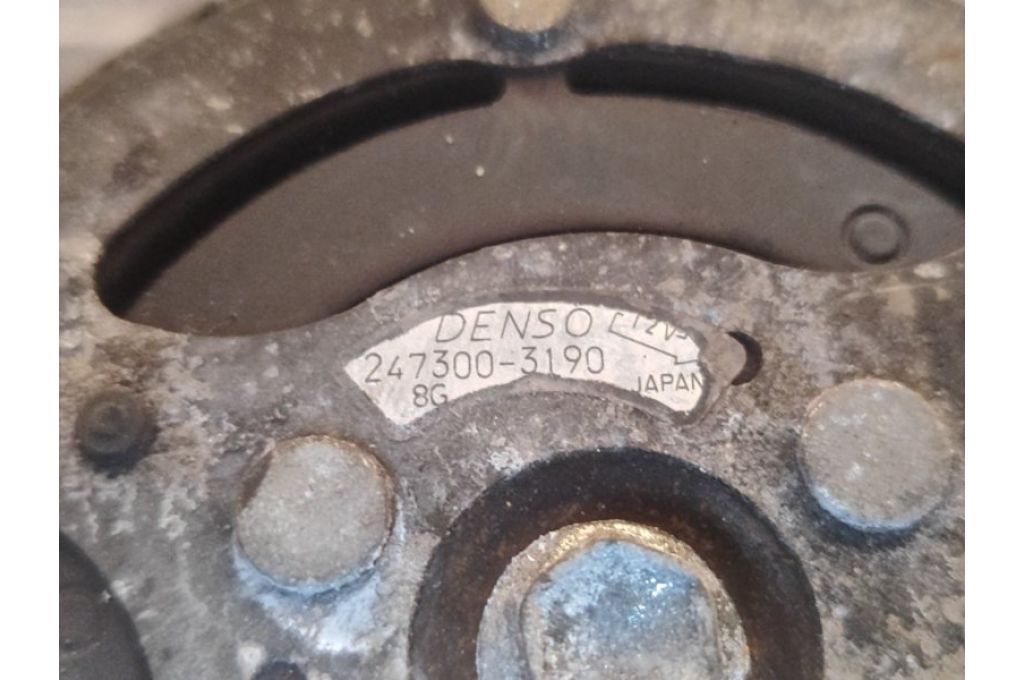 DENSO [12V]
247300-3190
8G JAPAN